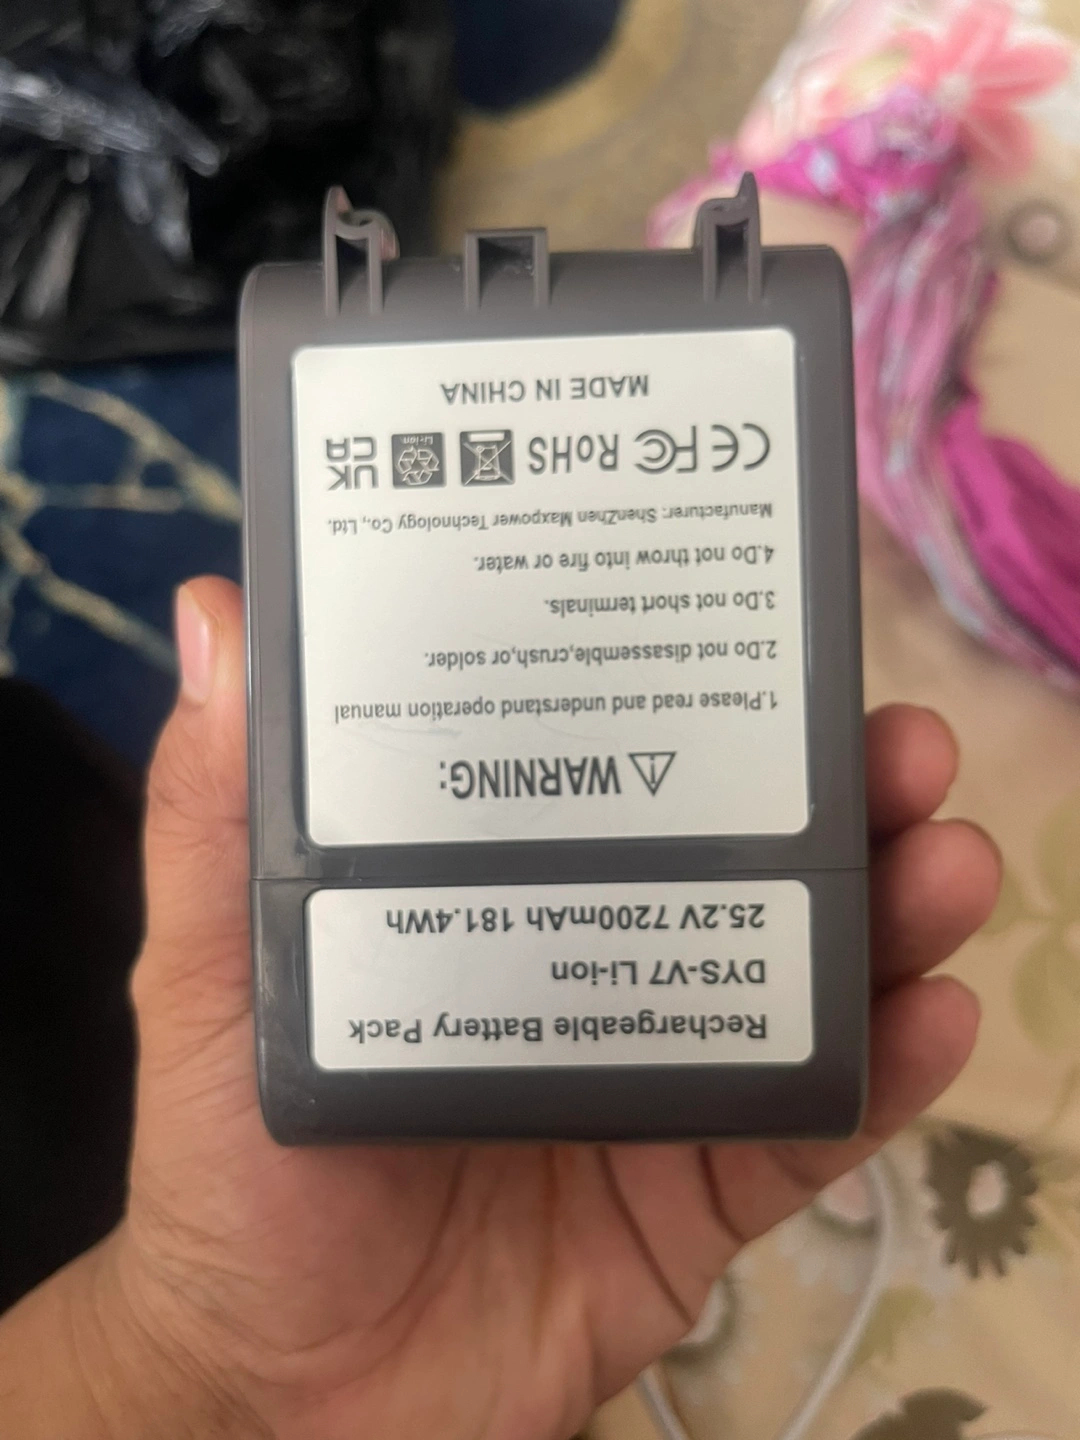 Rechargeable Battery Pack
DYS-V7 Li-ion
25.2V 7200mAh 181.4Wh
WARNING:
1.Please read and understand operation manual
2.Do not disassemble,crush,or solder.
3.Do not short terminals.
4.Do not throw into fire or water.
Manufacturer: ShenZhen Maxpower Technology Co., Ltd.
CE FC RoHS Li-ion UK CA
MADE IN CHINA